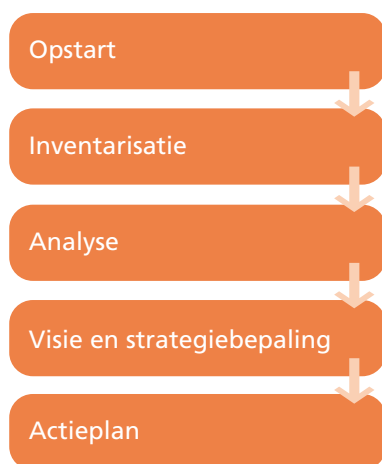 Opstart
Inventarisatie
Analyse
Visie en strategiebepaling
Actieplan